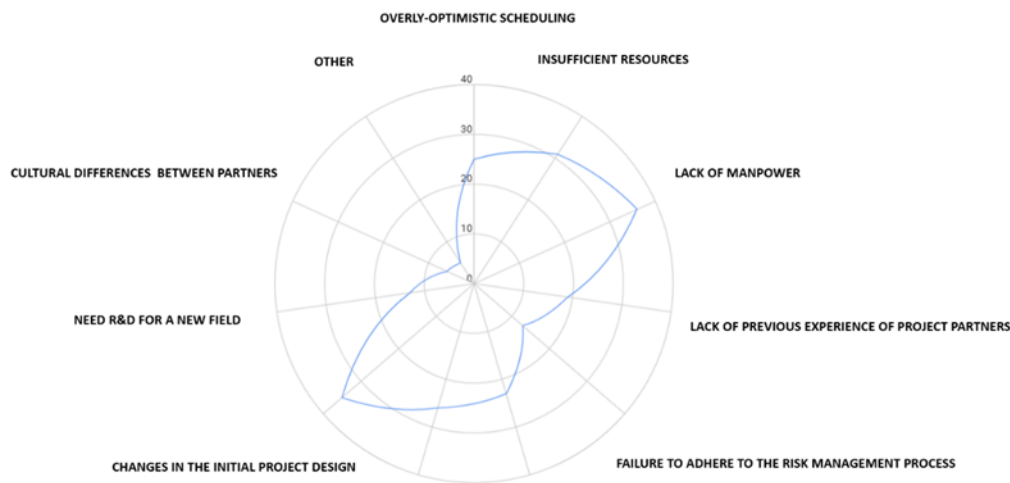 OVERLY-OPTIMISTIC SCHEDULING
INSUFFICIENT RESOURCES
OTHER
40
30
LACK OF MANPOWER
CULTURAL DIFFERENCES  BETWEEN PARTNERS
20
10
0
NEED R&D FOR A NEW FIELD
LACK OF PREVIOUS EXPERIENCE OF PROJECT PARTNERS
CHANGES IN THE INITIAL PROJECT DESIGN
FAILURE TO ADHERE TO THE RISK MANAGEMENT PROCESS